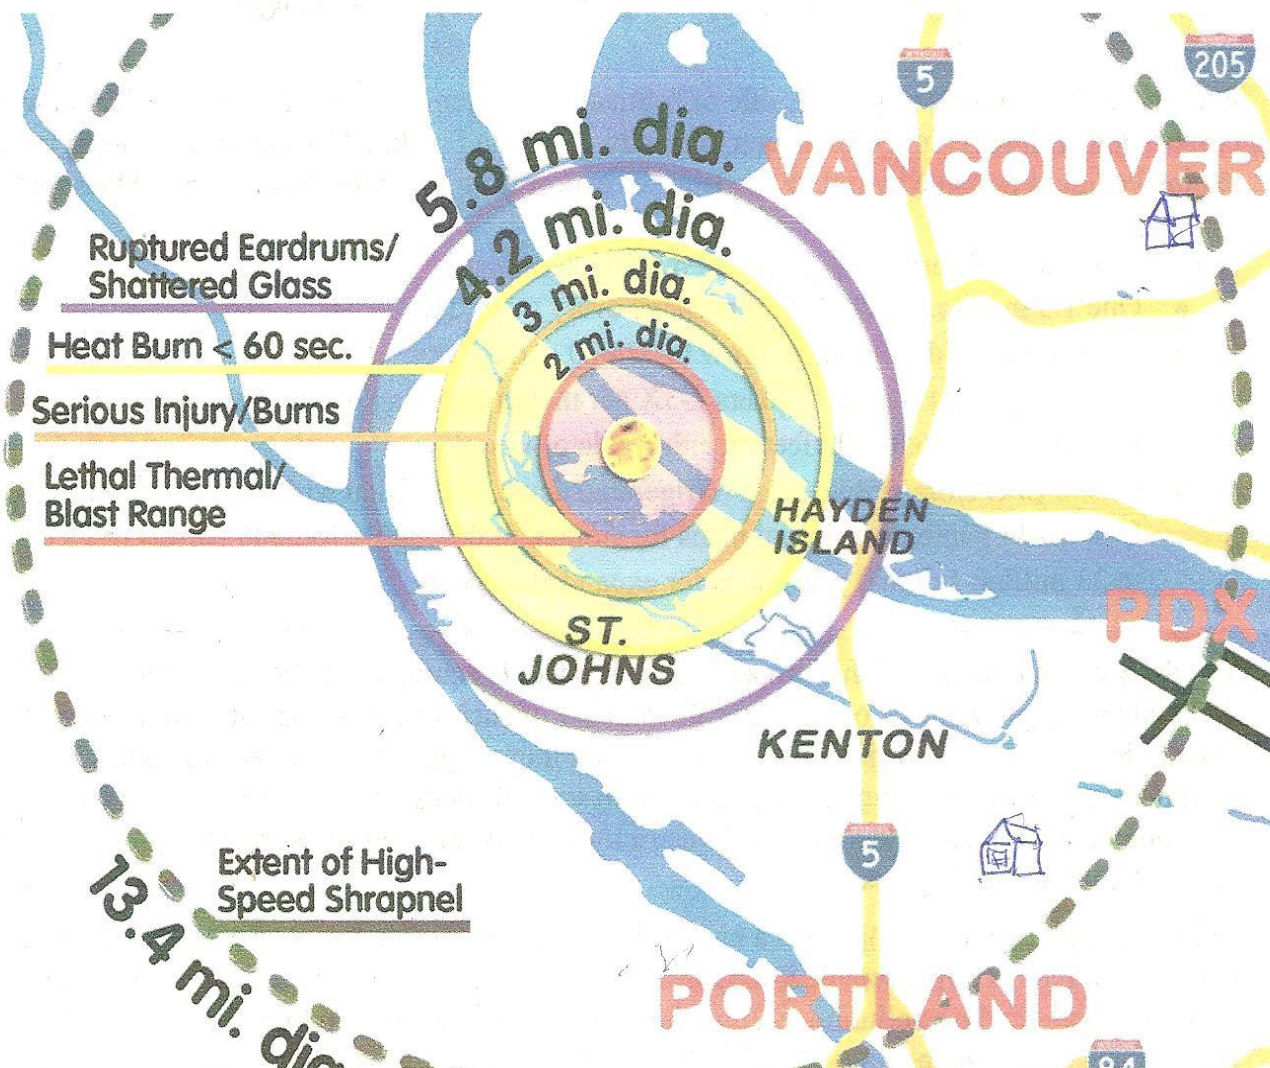 5
205
VANCOUVER
5.8 mi. dia.
4.2 mi. dia.
3 mi. dia.
2 mi. dia.
Ruptured Eardrums/
Shattered Glass
Heat Burn < 60 sec.
Serious Injury/Burns
Lethal Thermal/
Blast Range
HAYDEN
ISLAND
PDX
ST.
JOHNS
KENTON
5
Extent of High-
Speed Shrapnel
13.4 mi. dia
PORTLAND
84